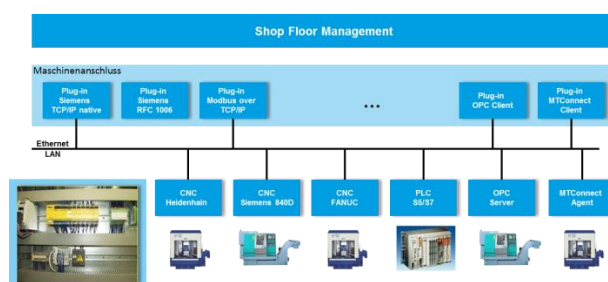 Shop Floor Management
Maschinenanschluss
Plug-in
Siemens
TCP/IP native
Plug-in
Siemens
RFC 1006
Plug-in
Modbus over
TCP/IP
...
Plug-in
OPC Client
Plug-in
MTConnect
Client
Ethernet
LAN
CNC
Heidenhain
CNC
Siemens 840D
CNC
FANUC
PLC
S5/S7
OPC
Server
MTConnect
Agent